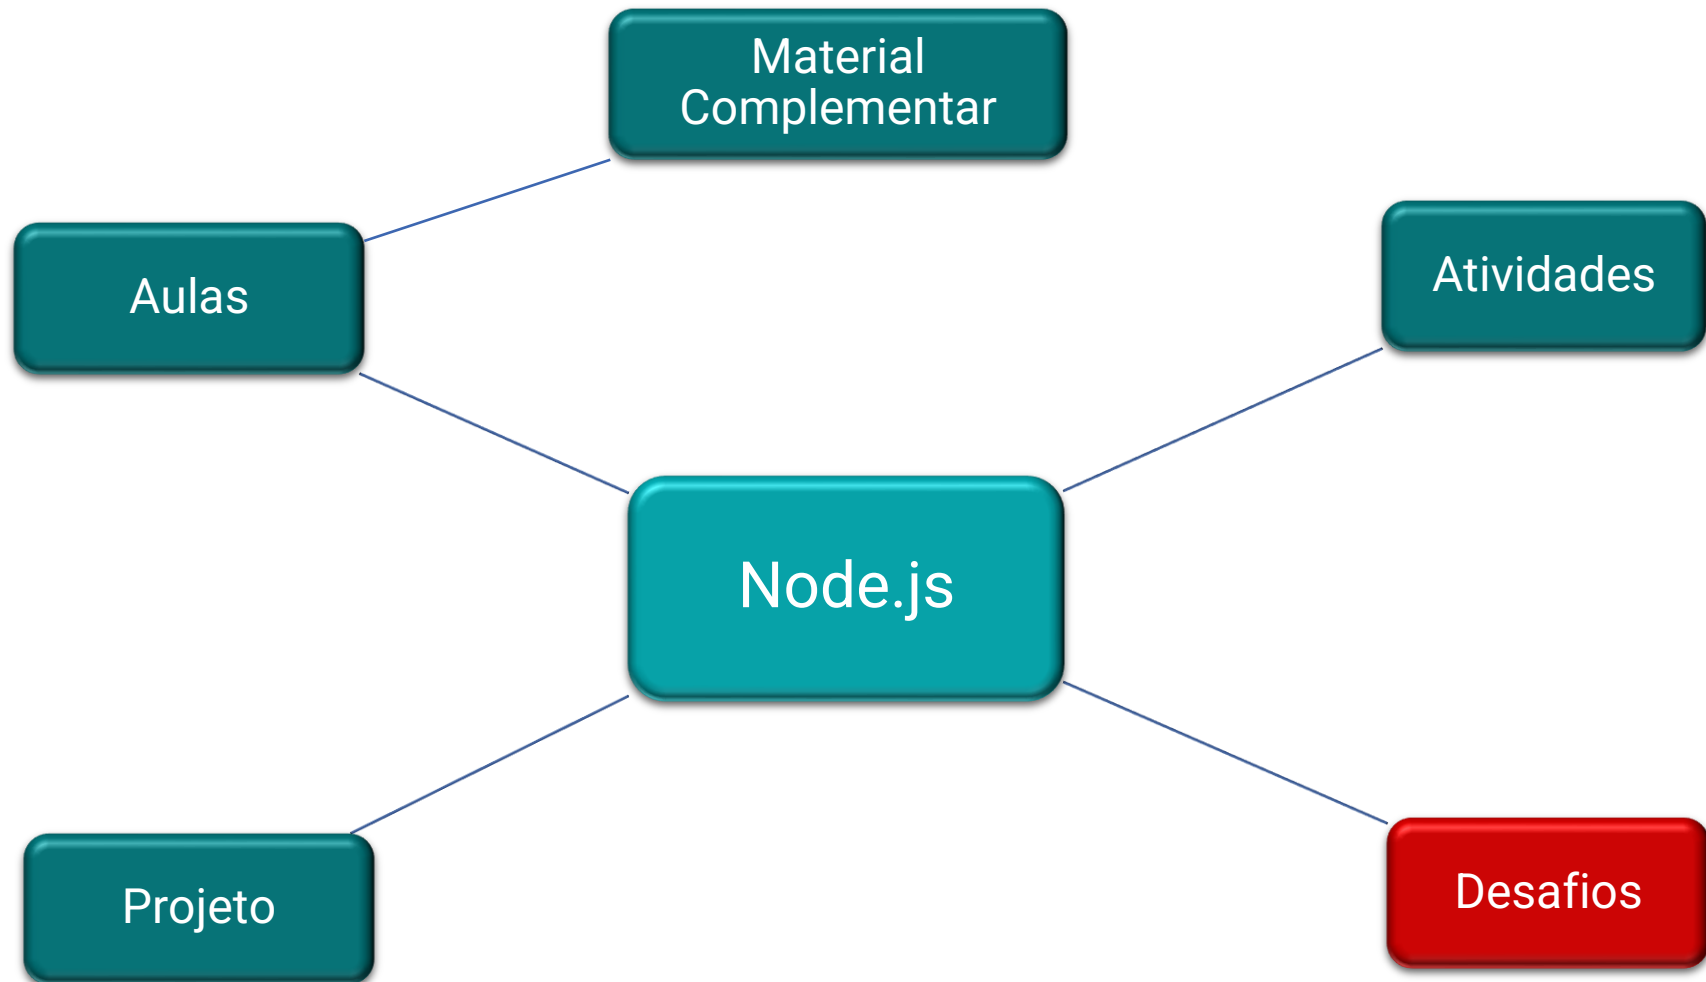 Material
Complementar
Aulas
Atividades
Node.js
Projeto
Desafios